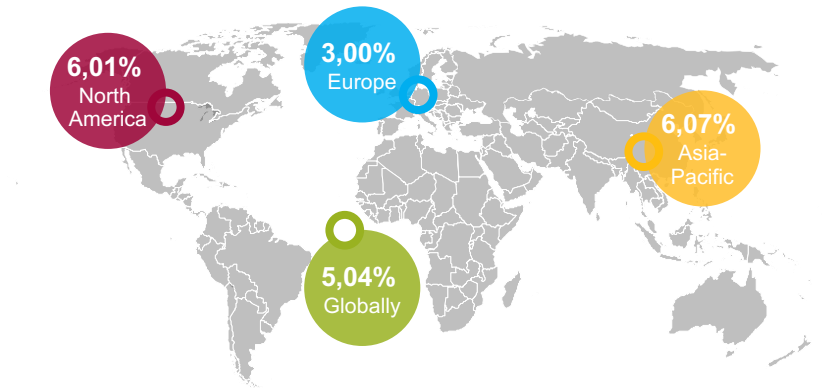 6,01%
North
America
3,00%
Europe
6,07%
Asia-
Pacific
5,04%
Globally